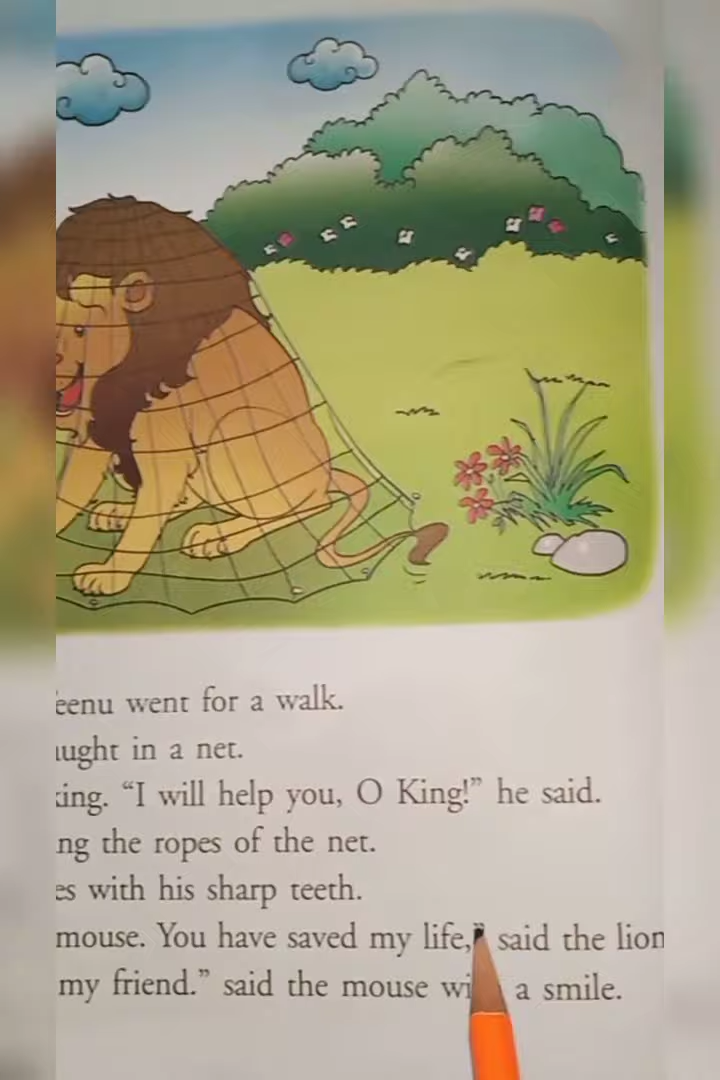 eenu went for a walk.
ught in a net.
king. “I will help you, O King!” he said.
ng the ropes of the net.
es with his sharp teeth.
mouse. You have saved my life,” said the lion
my friend.” said the mouse a smile.